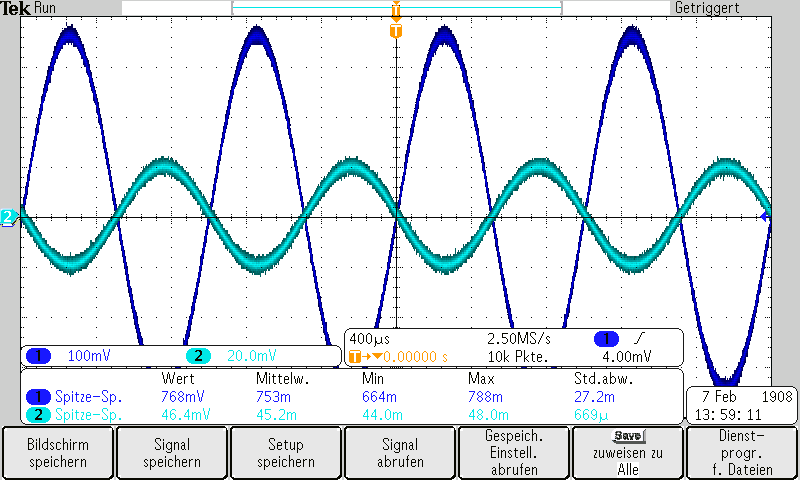 Tek Run Getriggert
T
T
2
1 100mV 2 20.0mV
400µs 2.50MS/s 1
T→▼0.00000 s 10k Pkte. 4.00mV
Wert Mittelw. Min Max Std.abw.
1 Spitze-Sp. 768mV 753m 664m 788m 27.2m
2 Spitze-Sp. 46.4mV 45.2m 44.0m 48.0m 669µ
7 Feb 1908
13:59:11
Bildschirm
speichern
Signal
speichern
Setup
speichern
Signal
abrufen
Gespeich.
Einstell.
abrufen
Save
zuweisen zu
Alle
Dienst-
progr.
f. Dateien